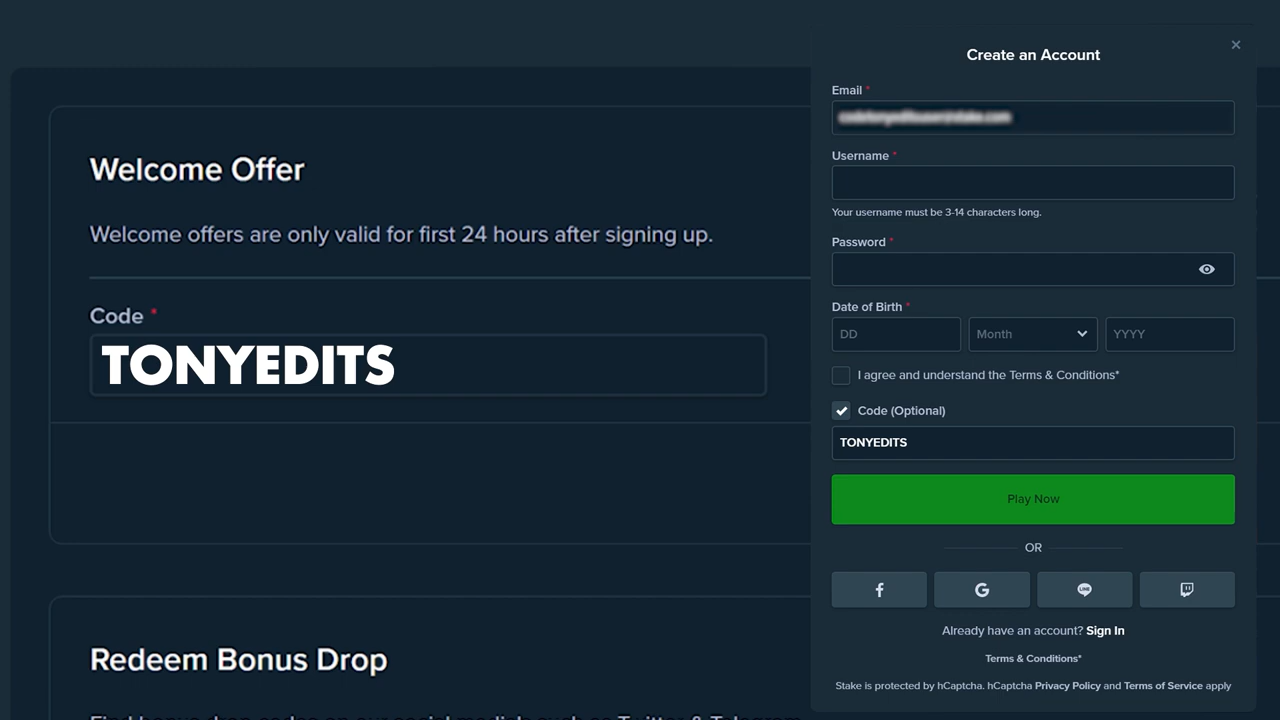 Welcome Offer
Welcome offers are only valid for first 24 hours after signing up.
Code *
TONYEDITS
Redeem Bonus Drop
Create an Account
Email *
Username *
Your username must be 3-14 characters long.
Password *
Date of Birth *
DD Month YYYY
I agree and understand the Terms & Conditions*
Code (Optional)
TONYEDITS
Play Now
OR
f G LINE
Already have an account? Sign In
Terms & Conditions*
Stake is protected by hCaptcha. hCaptcha Privacy Policy and Terms of Service apply